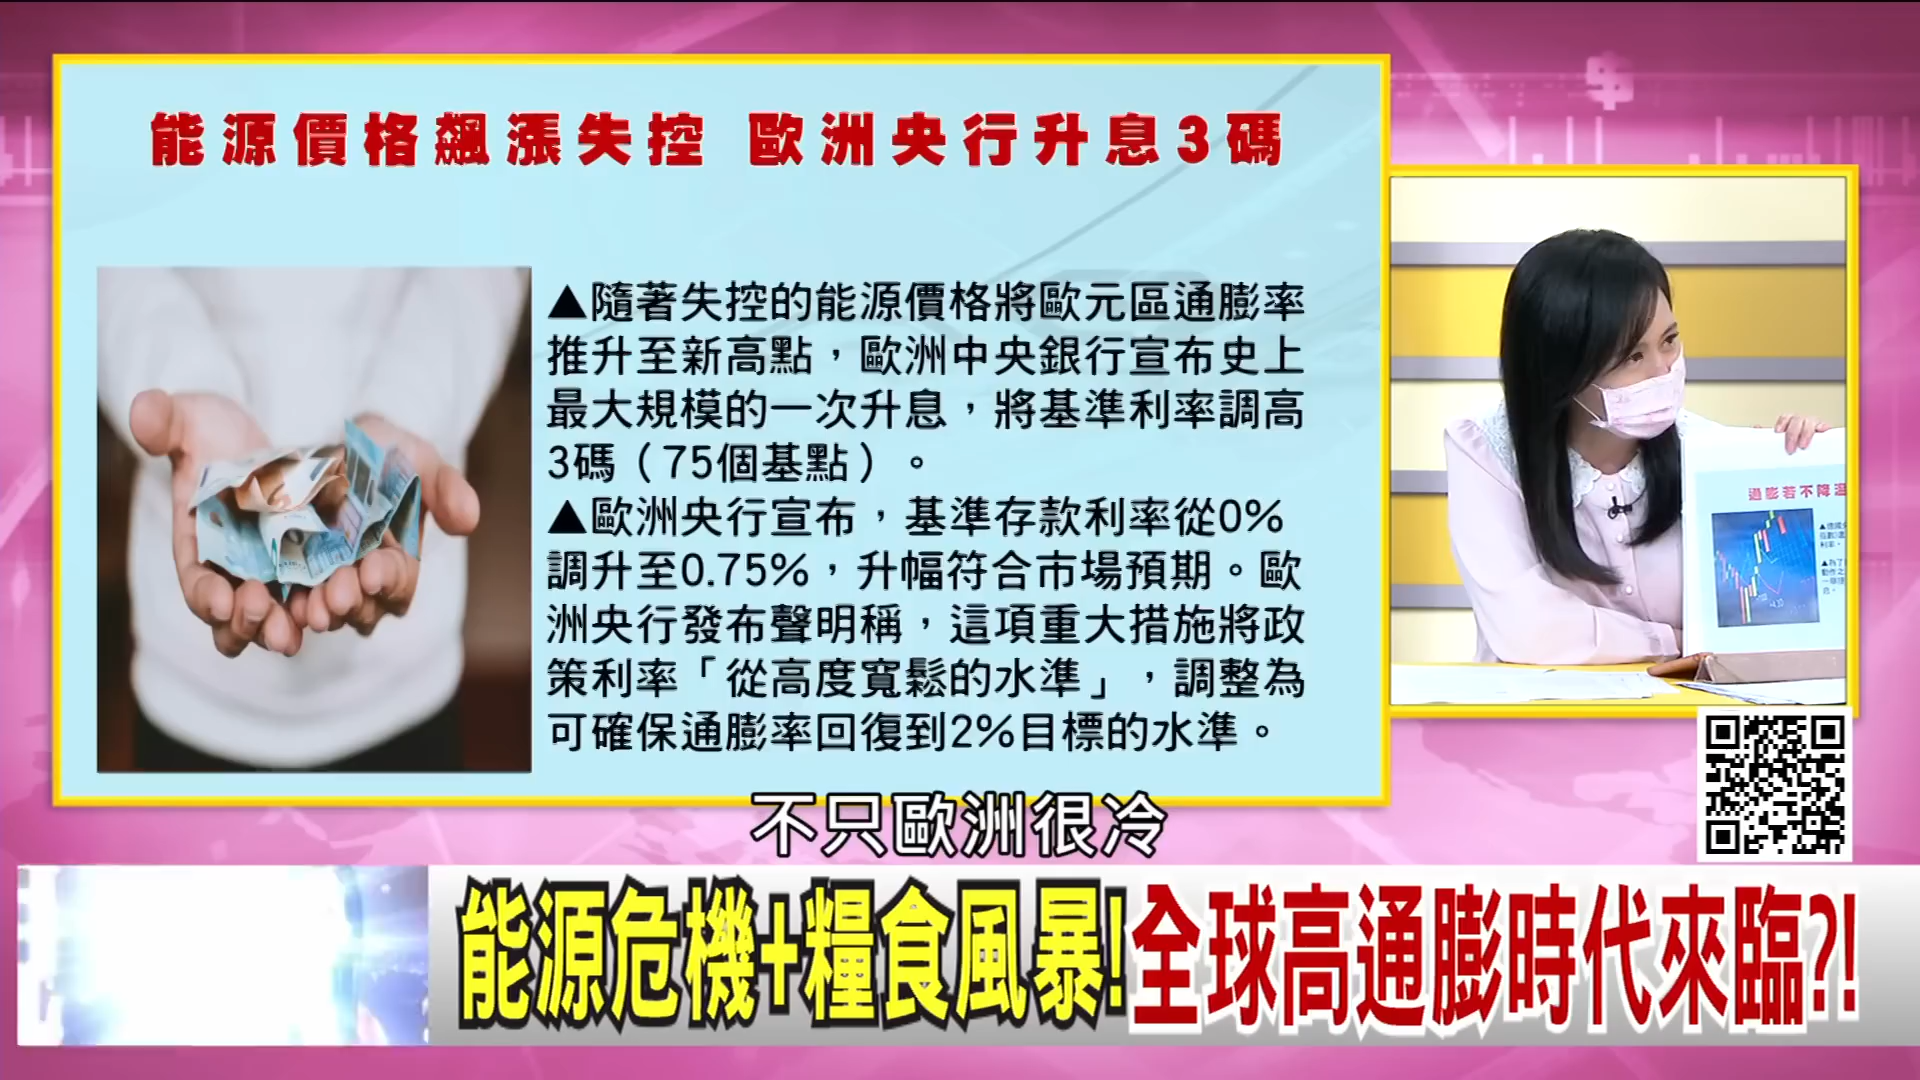 能源價格飆漲失控 歐洲央行升息3碼
▲隨著失控的能源價格將歐元區通膨率
推升至新高點，歐洲中央銀行宣布史上
最大規模的一次升息，將基準利率調高
3碼（75個基點）。
▲歐洲央行宣布，基準存款利率從0%
調升至0.75%，升幅符合市場預期。歐
洲央行發布聲明稱，這項重大措施將政
策利率「從高度寬鬆的水準」，調整為
可確保通膨率回復到2%目標的水準。
通膨若不降溫
不只歐洲很冷
能源危機+糧食風暴!全球高通膨時代來臨?!